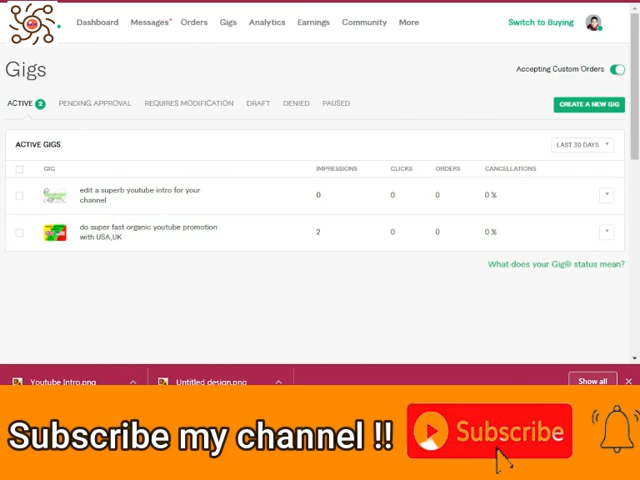 Dashboard Messages Orders Gigs Analytics Earnings Community More Switch to Buying
Gigs
Accepting Custom Orders
ACTIVE 2 PENDING APPROVAL REQUIRES MODIFICATION DRAFT DENIED PAUSED
CREATE A NEW GIG
ACTIVE GIGS
LAST 30 DAYS
GIG IMPRESSIONS CLICKS ORDERS CANCELLATIONS
edit a superb youtube intro for your
channel
0 0 0 0 %
do super fast organic youtube promotion
with USA,UK
2 0 0 0 %
What does your Gig® status mean?
Youtube Intro.png Untitled design.png Show all
Subscribe my channel !! Subscribe